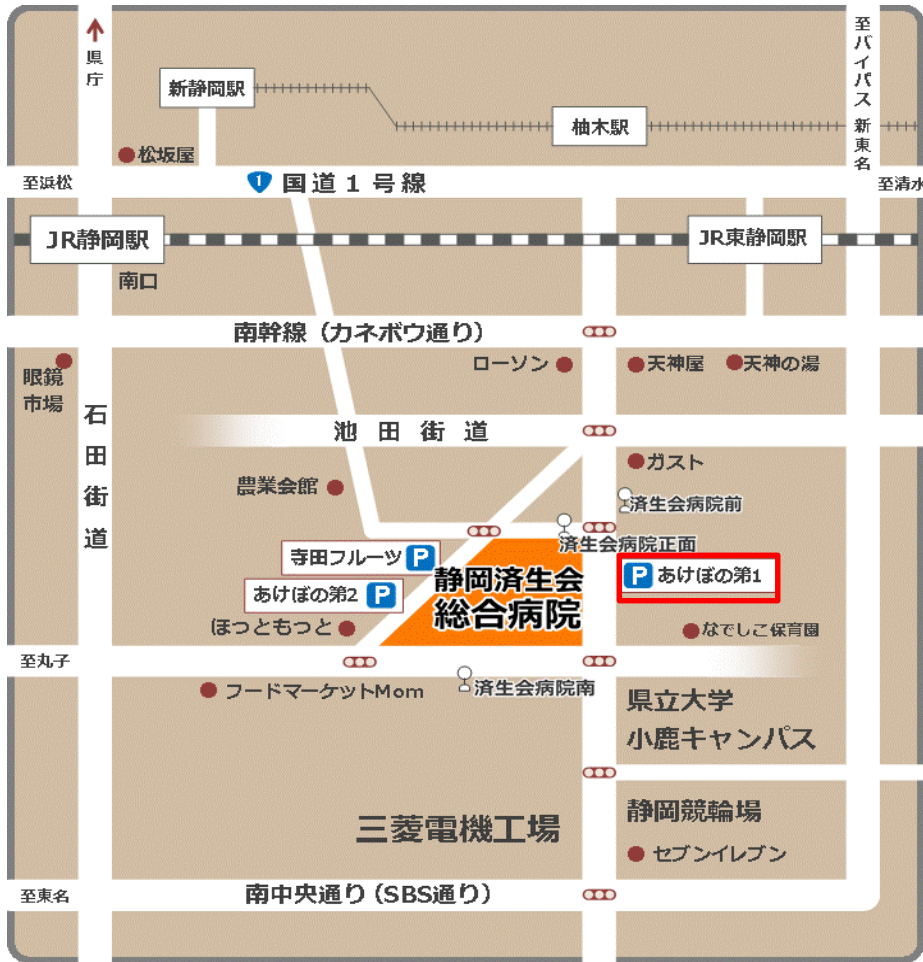 県庁
至バイパス 新東名
新静岡駅
柚木駅
松坂屋
至浜松
1
国道1号線
至清水
JR静岡駅
JR東静岡駅
南口
南幹線（カネボウ通り）
眼鏡
市場
ローソン
天神屋
天神の湯
石田街道
池田街道
ガスト
農業会館
済生会病院前
済生会病院正面
寺田フルーツ P
あけぼの第2 P
静岡済生会
総合病院
P あけぼの第1
ほっともっと
なでしこ保育園
至丸子
フードマーケットMom
済生会病院南
県立大学
小鹿キャンパス
三菱電機工場
静岡競輪場
セブンイレブン
至東名
南中央通り（SBS通り）